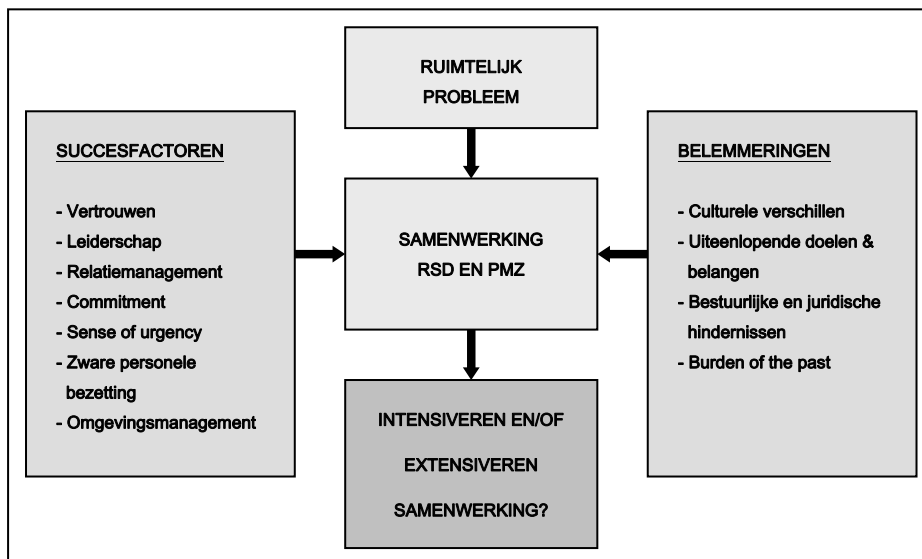 RUIMTELIJK
PROBLEEM
SUCCESFACTOREN
- Vertrouwen
- Leiderschap
- Relatiemanagement
- Commitment
- Sense of urgency
- Zware personele
bezetting
- Omgevingsmanagement
SAMENWERKING
RSD EN PMZ
BELEMMERINGEN
- Culturele verschillen
- Uiteenlopende doelen &
belangen
- Bestuurlijke en juridische
hindernissen
- Burden of the past
INTENSIVEREN EN/OF
EXTENSIVEREN
SAMENWERKING?